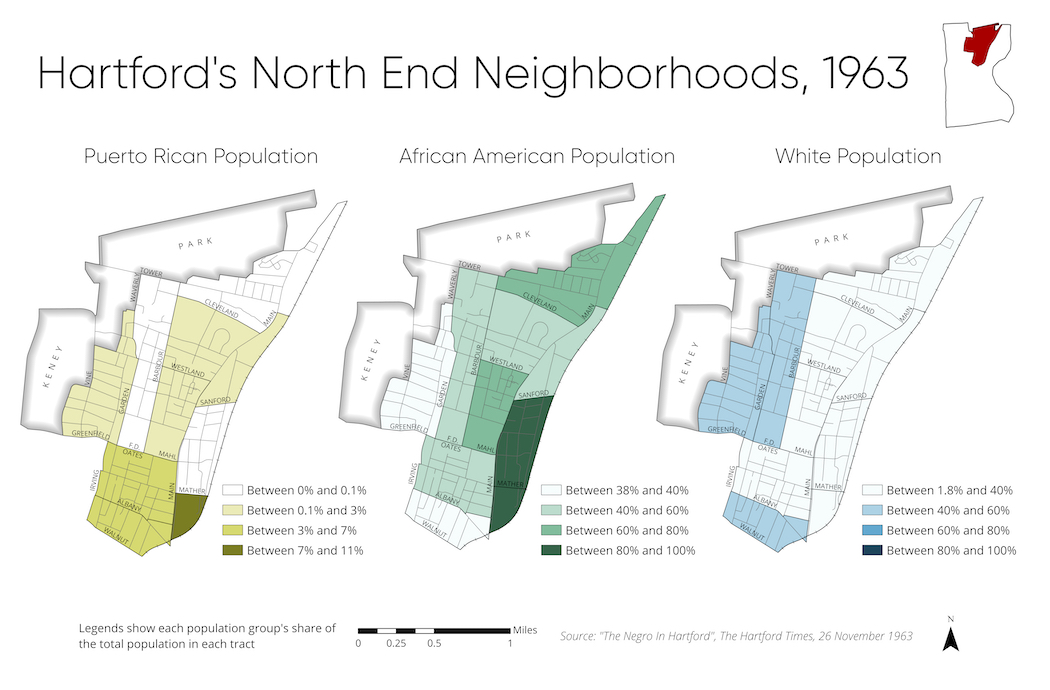 Hartford's North End Neighborhoods, 1963
Puerto Rican Population
African American Population
White Population
PARK
TOWER
WAVERLY
CLEVELAND
MAIN
KENEY
VINE
BARBOUR
WESTLAND
GARDEN
SANFORD
GREENFIELD
F.D.
OATES
MAHL
IRVING
MAIN
MATHER
ALBANY
WALNUT
Between 0% and 0.1%
Between 0.1% and 3%
Between 3% and 7%
Between 7% and 11%
PARK
TOWER
WAVERLY
CLEVELAND
MAIN
KENEY
VINE
BARBOUR
WESTLAND
GARDEN
SANFORD
GREENFIELD
F.D.
OATES
MAHL
IRVING
MAIN
MATHER
ALBANY
WALNUT
Between 38% and 40%
Between 40% and 60%
Between 60% and 80%
Between 80% and 100%
PARK
TOWER
WAVERLY
CLEVELAND
MAIN
KENEY
VINE
BARBOUR
WESTLAND
GARDEN
SANFORD
GREENFIELD
F.D.
OATES
MAHL
IRVING
MAIN
MATHER
ALBANY
WALNUT
Between 1.8% and 40%
Between 40% and 60%
Between 60% and 80%
Between 80% and 100%
Legends show each population group's share of
the total population in each tract
Miles
0 0.25 0.5 1
Source: "The Negro In Hartford", The Hartford Times, 26 November 1963
N